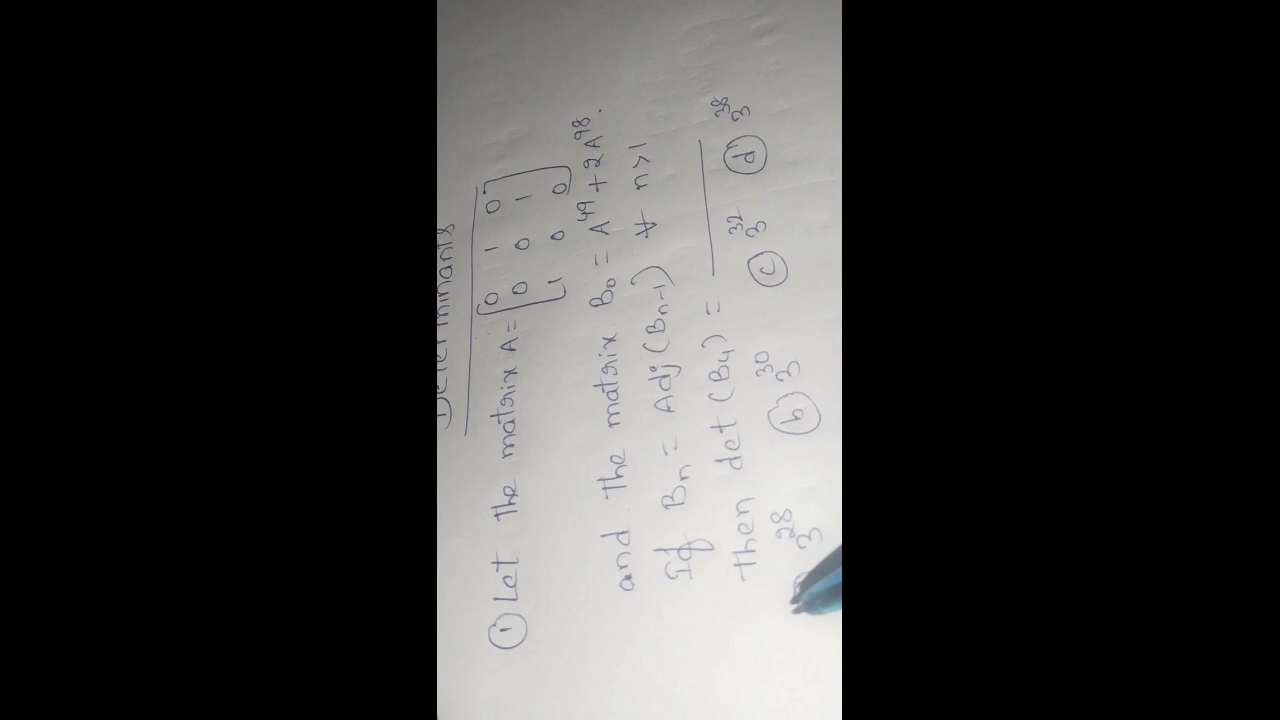 Determinants
① Let the matrix A = [0 1 0
0 0 1
1 0 0]
and the matrix B₀ = A⁴⁹ + 2A⁹⁸.
If Bₙ = Adj (Bₙ₋₁) ∀ n>1
then det (B₄) = ______
3²⁸ ⓑ 3³⁰ ⓒ 3³² ⓓ 3³⁸